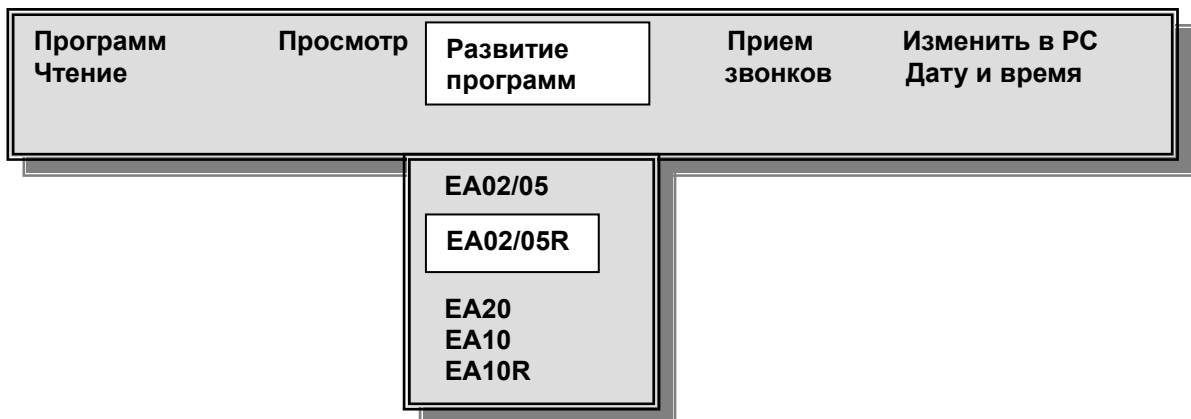 Программ Просмотр Развитие Прием Изменить в PC
Чтение программ звонков Дату и время
EA02/05
EA02/05R
EA20
EA10
EA10R